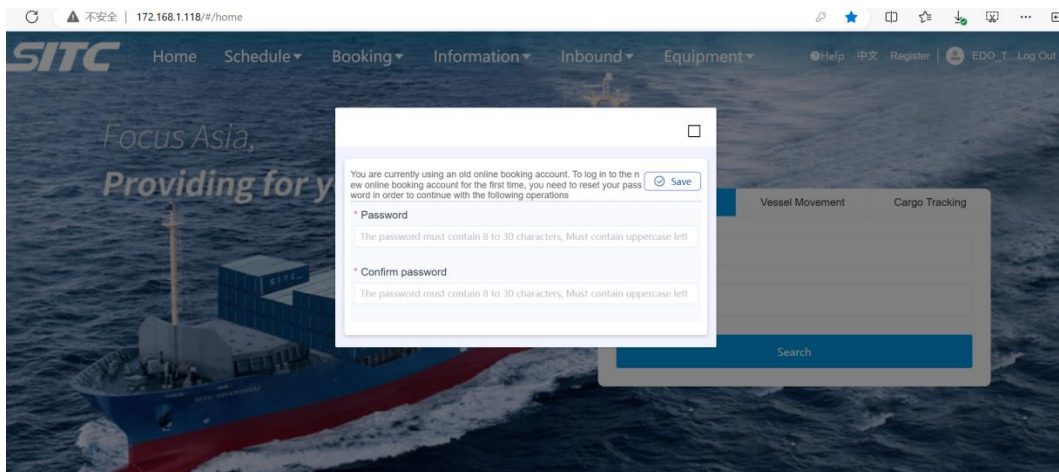 不安全 | 172.168.1.118/#/home
SITC Home Schedule Booking Information Inbound Equipment Help 中文 Register | EDO_T... Log Out
Focus Asia,
Providing for y
You are currently using an old online booking account. To log in to the n
ew online booking account for the first time, you need to reset your pass
word in order to continue with the following operations
Save
* Password
The password must contain 8 to 30 characters, Must contain uppercase lett
* Confirm password
The password must contain 8 to 30 characters, Must contain uppercase lett
Vessel Movement Cargo Tracking
Search
SITC
SITC SHANGHAI